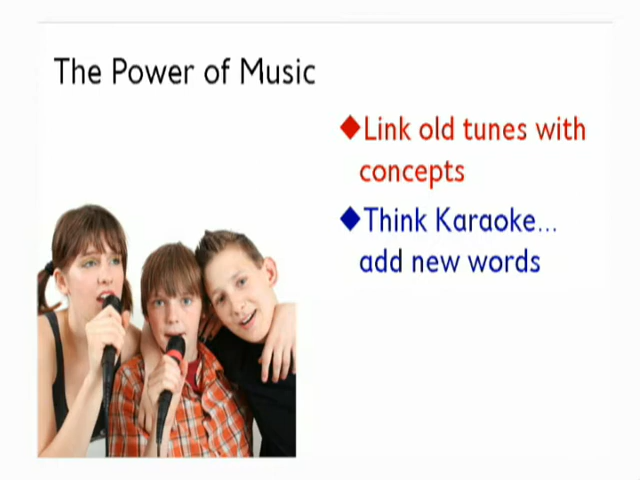 The Power of Music
◆Link old tunes with
concepts
◆Think Karaoke...
add new words